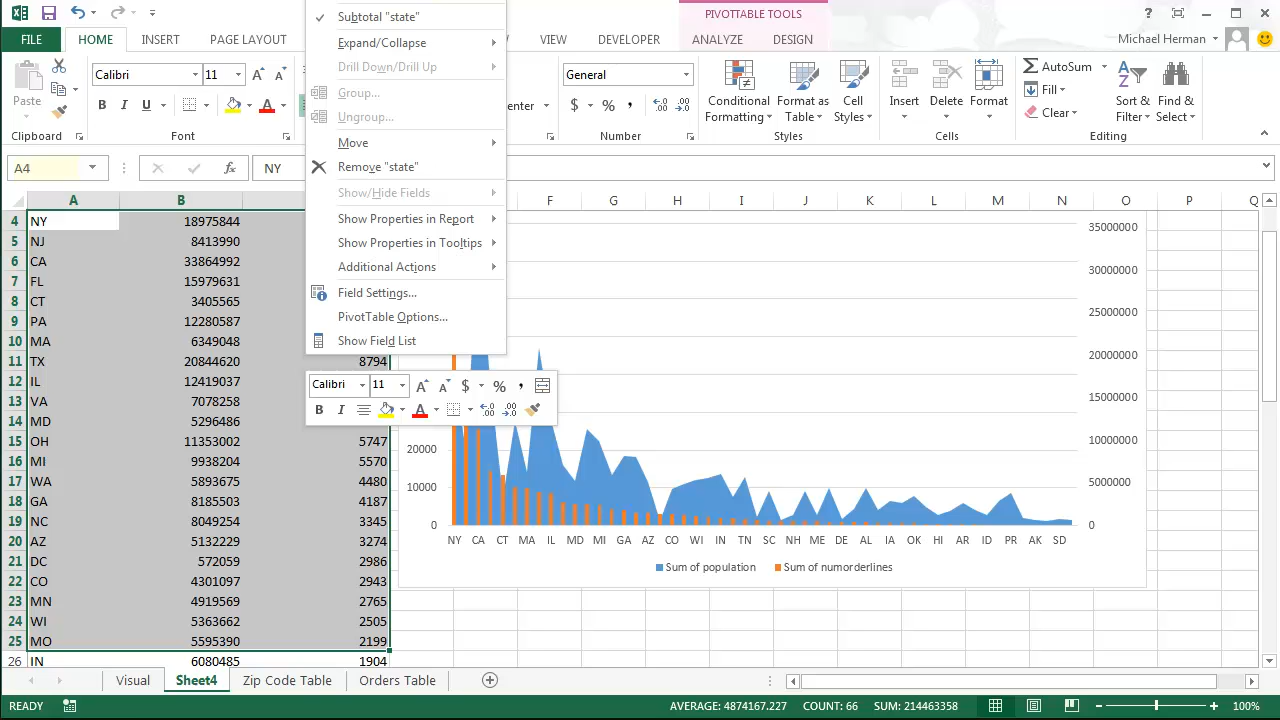 PIVOTTABLE TOOLS
FILE HOME INSERT PAGE LAYOUT VIEW DEVELOPER ANALYZE DESIGN Michael Herman
Paste Calibri 11 General Conditional Formatting Format as Table Cell Styles Insert Delete Format AutoSum Fill Clear Sort & Filter Find & Select
Clipboard Font Number Styles Cells Editing
A4 NY
Subtotal "state"
Expand/Collapse
Drill Down/Drill Up
Group...
Ungroup...
Move
Remove "state"
Show/Hide Fields
Show Properties in Report
Show Properties in Tooltips
Additional Actions
Field Settings...
PivotTable Options...
Show Field List
Calibri 11
B I
A B F G H I J K L M N O P Q
4 NY 18975844
5 NJ 8413990
6 CA 33864992
7 FL 15979631
8 CT 3405565
9 PA 12280587
10 MA 6349048
11 TX 20844620 8794
12 IL 12419037
13 VA 7078258
14 MD 5296486
15 OH 11353002 5747
16 MI 9938204 5570
17 WA 5893675 4480
18 GA 8185503 4187
19 NC 8049254 3345
20 AZ 5132229 3274
21 DC 572059 2986
22 CO 4301097 2943
23 MN 4919569 2765
24 WI 5363662 2505
25 MO 5595390 2199
26 IN 6080485 1904
35000000
30000000
25000000
20000000
15000000
20000 10000000
10000 5000000
0 0
NY CA CT MA IL MD MI GA AZ CO WI IN TN SC NH ME DE AL IA OK HI AR ID PR AK SD
Sum of population Sum of numorderlines
Visual Sheet4 Zip Code Table Orders Table
READY AVERAGE: 4874167.227 COUNT: 66 SUM: 214463358 100%